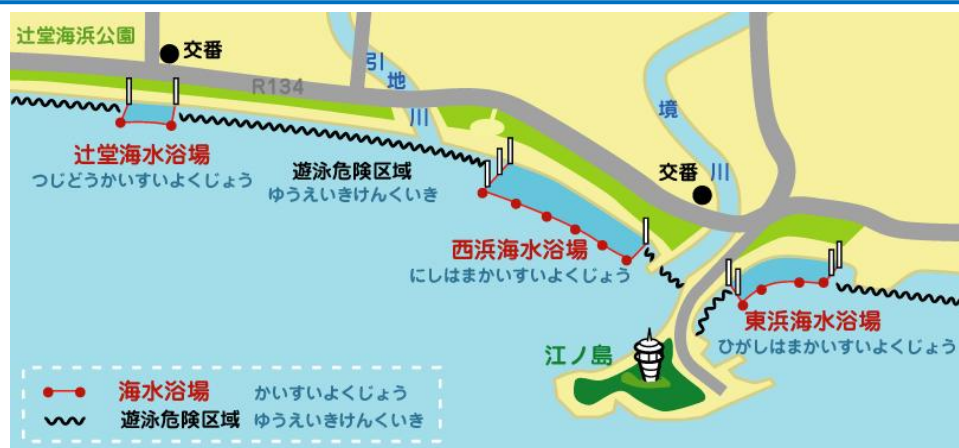 辻堂海浜公園
交番
R134
引地川
境川
辻堂海水浴場
つじどうかいすいよくじょう
遊泳危険区域
ゆうえいきけんくいき
交番
西浜海水浴場
にしはまかいすいよくじょう
東浜海水浴場
ひがしはまかいすいよくじょう
江ノ島
海水浴場 かいすいよくじょう
遊泳危険区域 ゆうえいきけんくいき